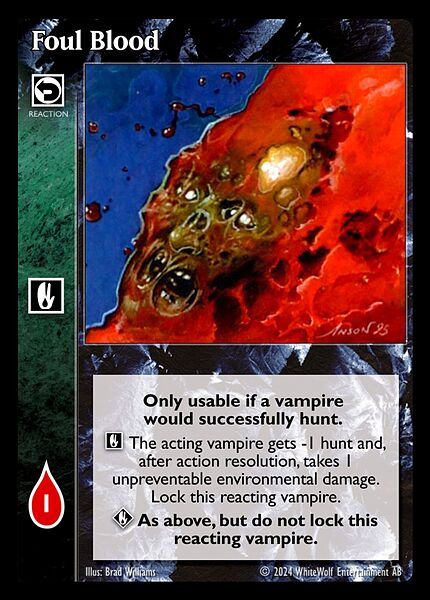 Foul Blood
REACTION
ANSON 95
Only usable if a vampire
would successfully hunt.
The acting vampire gets -1 hunt and,
after action resolution, takes 1
unpreventable environmental damage.
Lock this reacting vampire.
As above, but do not lock this
reacting vampire.
1
Illus: Brad Williams
© 2024 WhiteWolf Entertainment AB